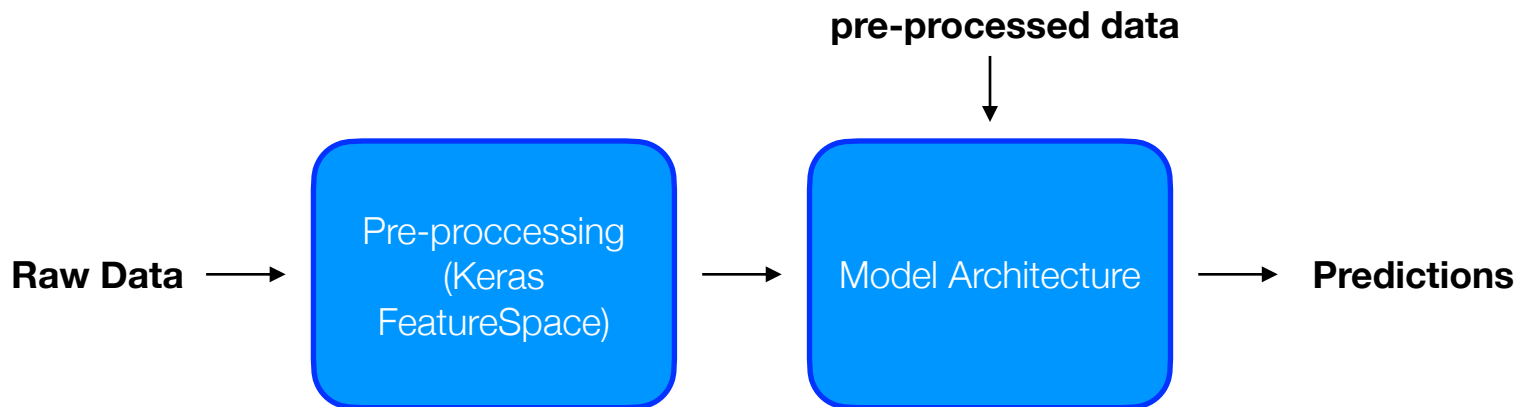 pre-processed data
Raw Data
Pre-proccessing
(Keras
FeatureSpace)
Model Architecture
Predictions